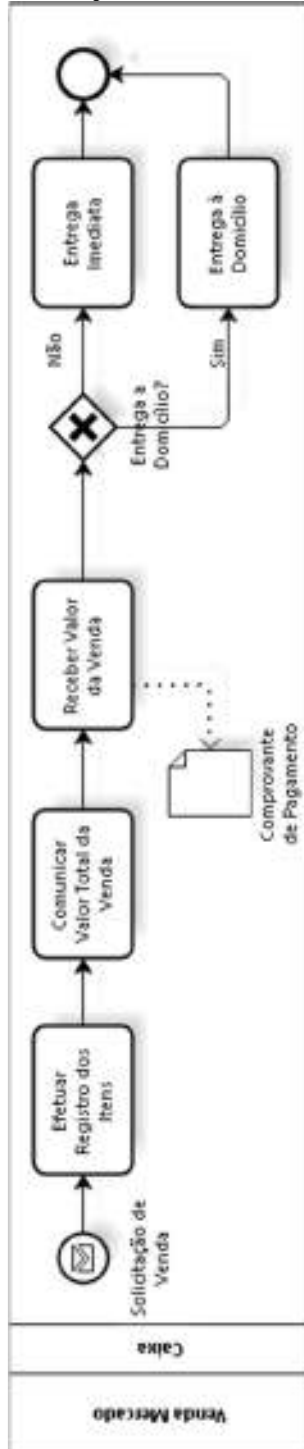 Venda Mercado
Caixa
Solicitação de
Venda
Efetuar
Registro dos
Itens
Comunicar
Valor Total da
Venda
Receber Valor
da Venda
Comprovante
de Pagamento
Entrega a
Domicílio?
Não
Sim
Entrega
Imediata
Entrega à
Domicílio